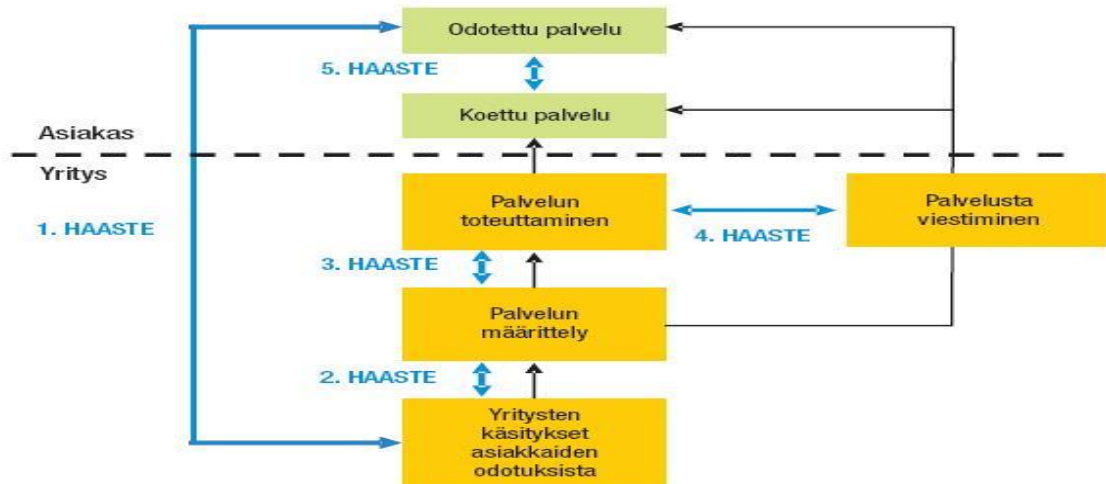 Odotettu palvelu
5. HAASTE
Koettu palvelu
Asiakas
Yritys
1. HAASTE
Palvelun
toteuttaminen
4. HAASTE
Palvelusta
viestiminen
3. HAASTE
Palvelun
määrittely
2. HAASTE
Yritysten
käsitykset
asiakkaiden
odotuksista